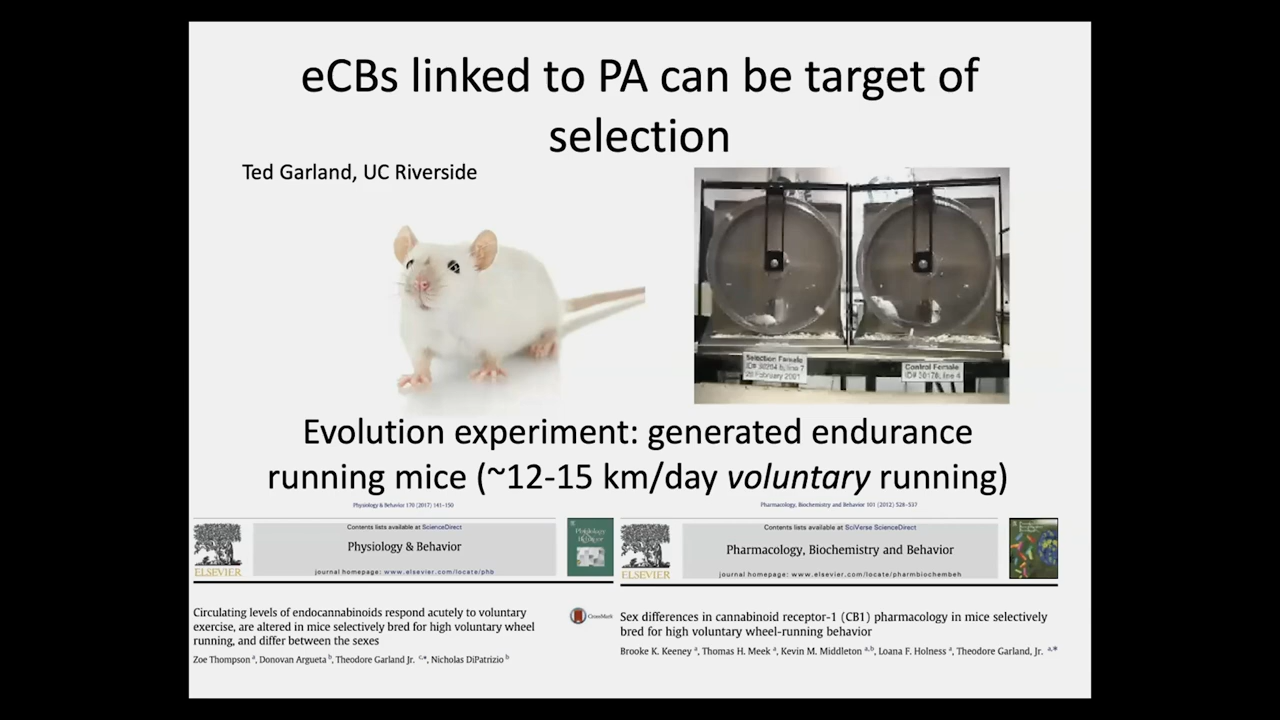 eCBs linked to PA can be target of
selection
Ted Garland, UC Riverside
Selection Female
Control Female
Evolution experiment: generated endurance
running mice (~12-15 km/day voluntary running)
Physiology & Behavior 170 (2017) 141–150
Contents lists available at ScienceDirect
Physiology & Behavior
journal homepage: www.elsevier.com/locate/phb
ELSEVIER
Physiology & Behavior
Circulating levels of endocannabinoids respond acutely to voluntary
exercise, are altered in mice selectively bred for high voluntary wheel
running, and differ between the sexes
CrossMark
Zoe Thompson a, Donovan Argueta b, Theodore Garland Jr. c,*, Nicholas DiPatrizio b
Pharmacology, Biochemistry and Behavior 101 (2012) 528–537
Contents lists available at SciVerse ScienceDirect
Pharmacology, Biochemistry and Behavior
journal homepage: www.elsevier.com/locate/pharmbiochembeh
ELSEVIER
Sex differences in cannabinoid receptor-1 (CB1) pharmacology in mice selectively
bred for high voluntary wheel-running behavior
Brooke K. Keeney a, Thomas H. Meek a, Kevin M. Middleton a,b, Loana F. Holness a, Theodore Garland, Jr. a,*